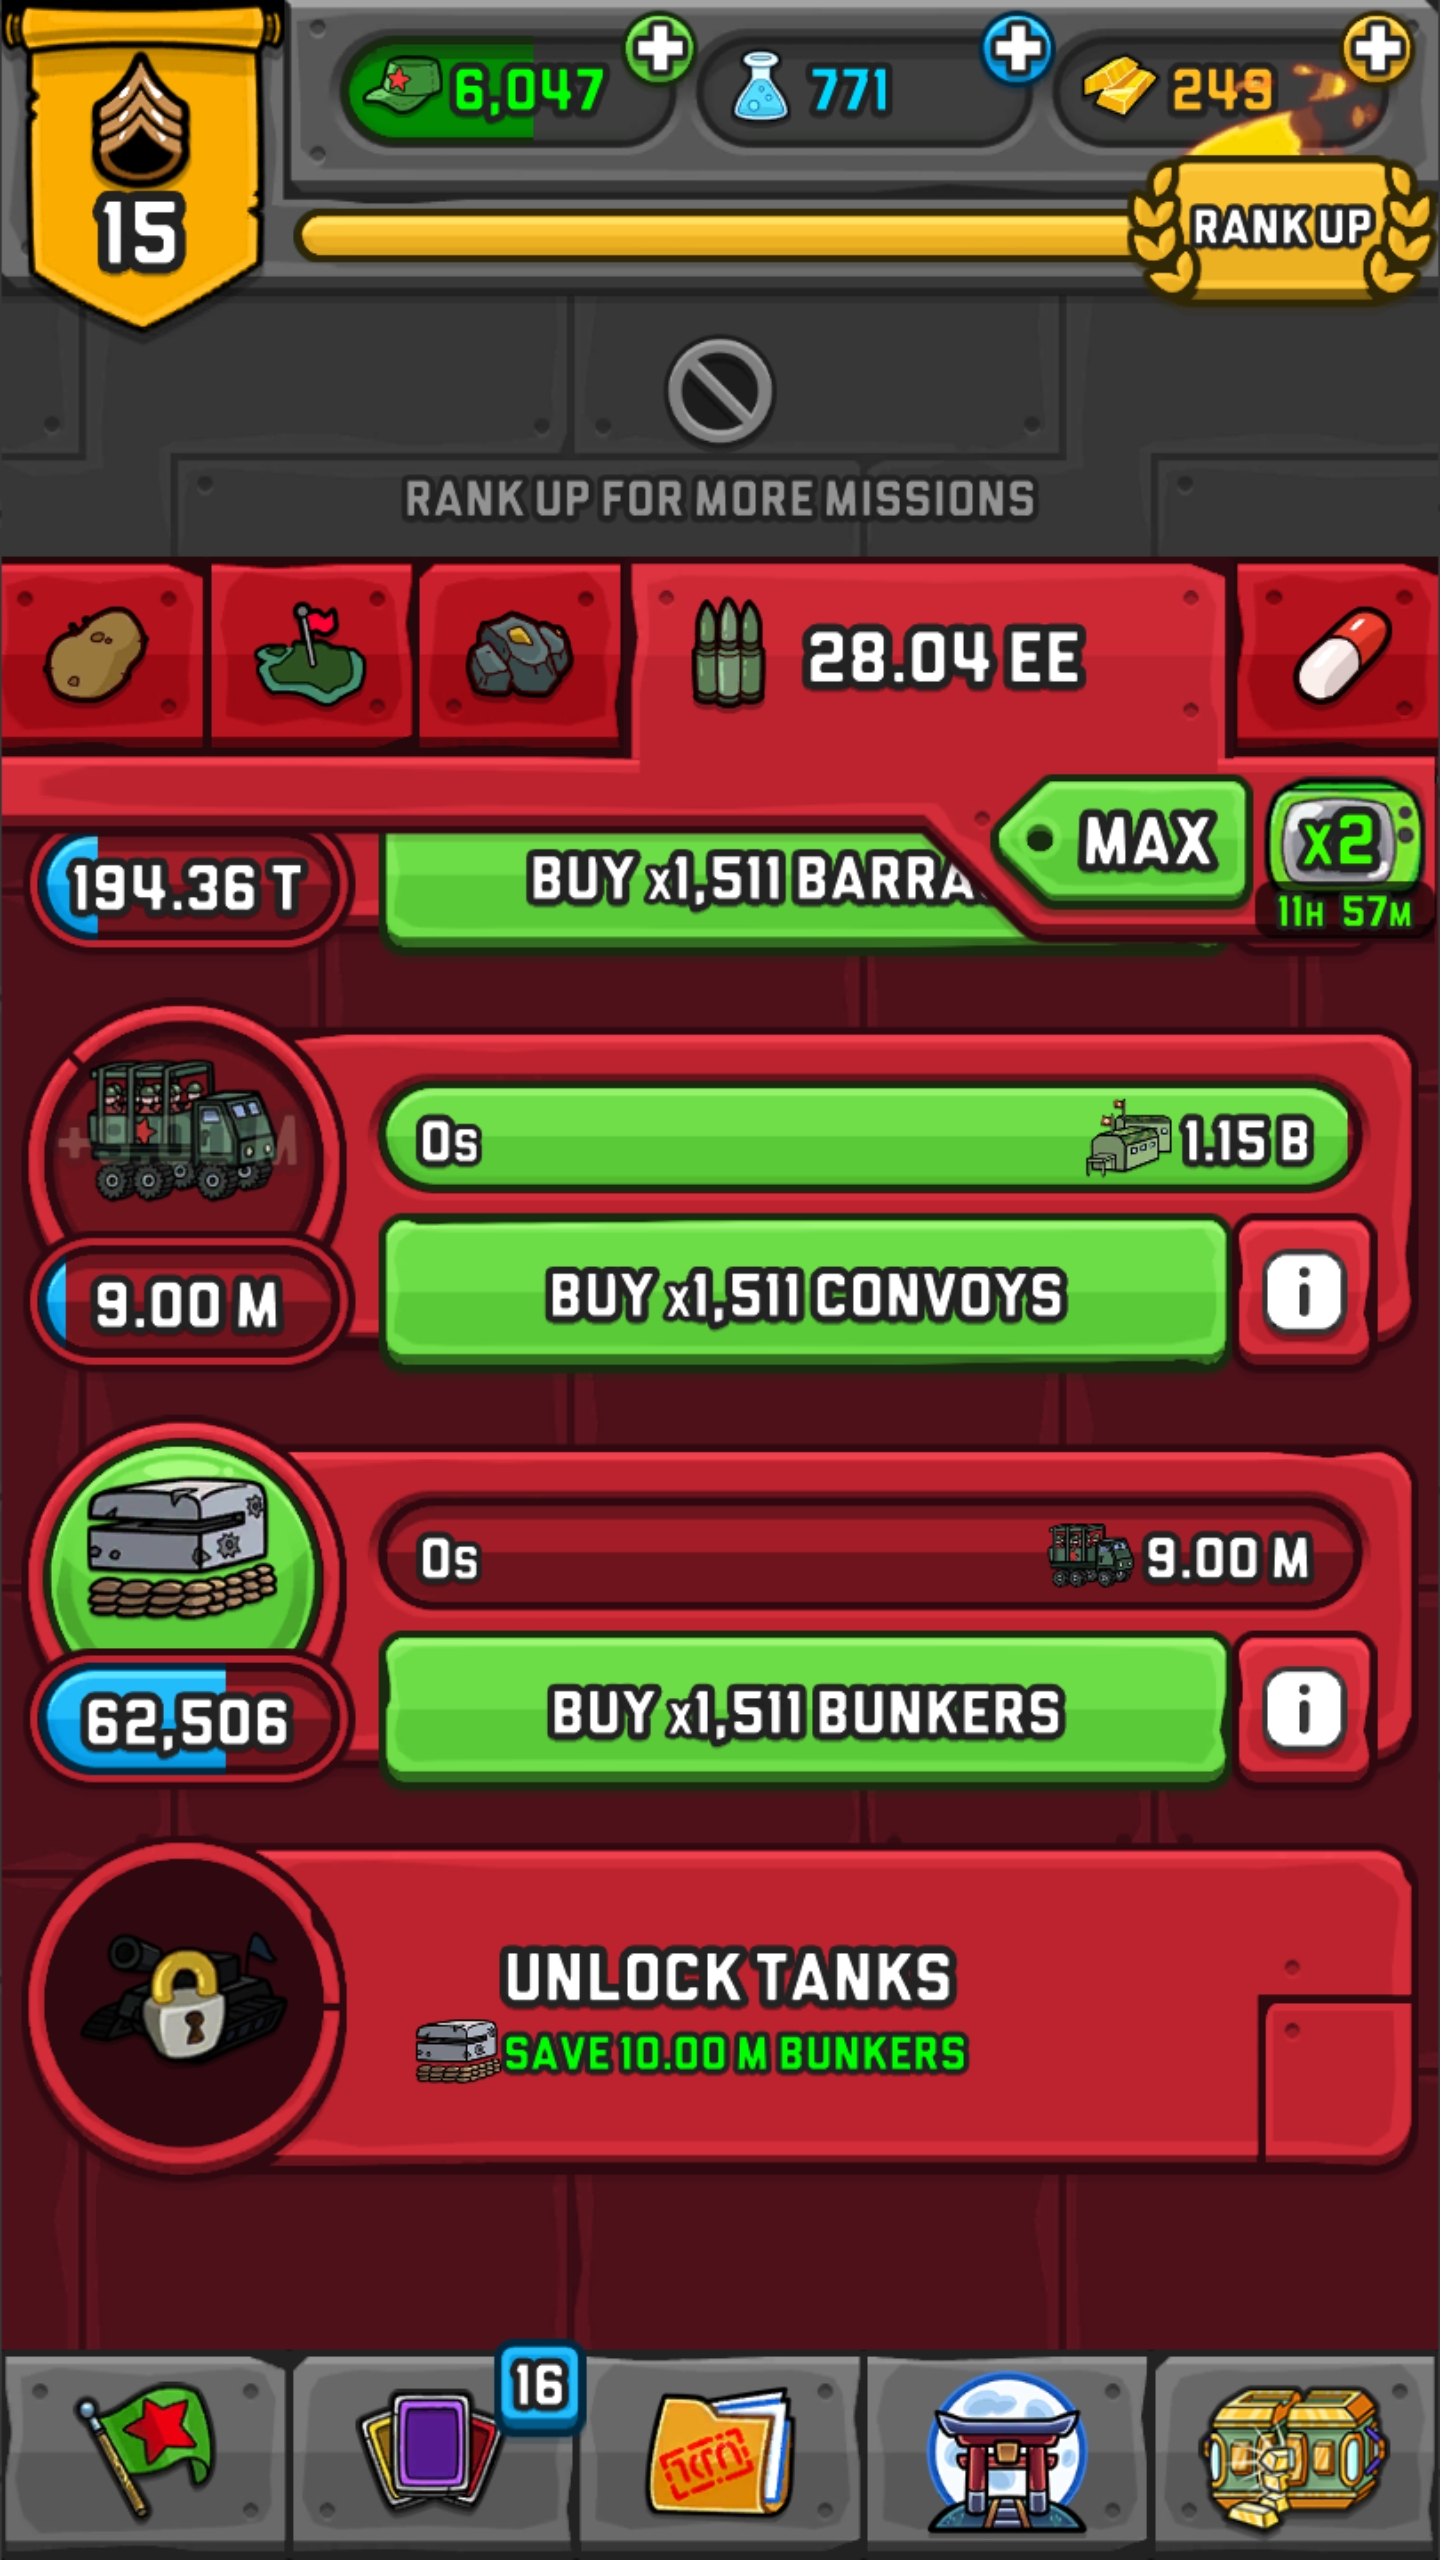 6,047
771
249
15
RANK UP
RANK UP FOR MORE MISSIONS
28.04 EE
MAX
x2
11H 57M
194.36 T
BUY x1,511 BARRA
0s
1.15 B
9.00 M
BUY x1,511 CONVOYS
0s
9.00 M
62,506
BUY x1,511 BUNKERS
UNLOCK TANKS
SAVE 10.00 M BUNKERS
16